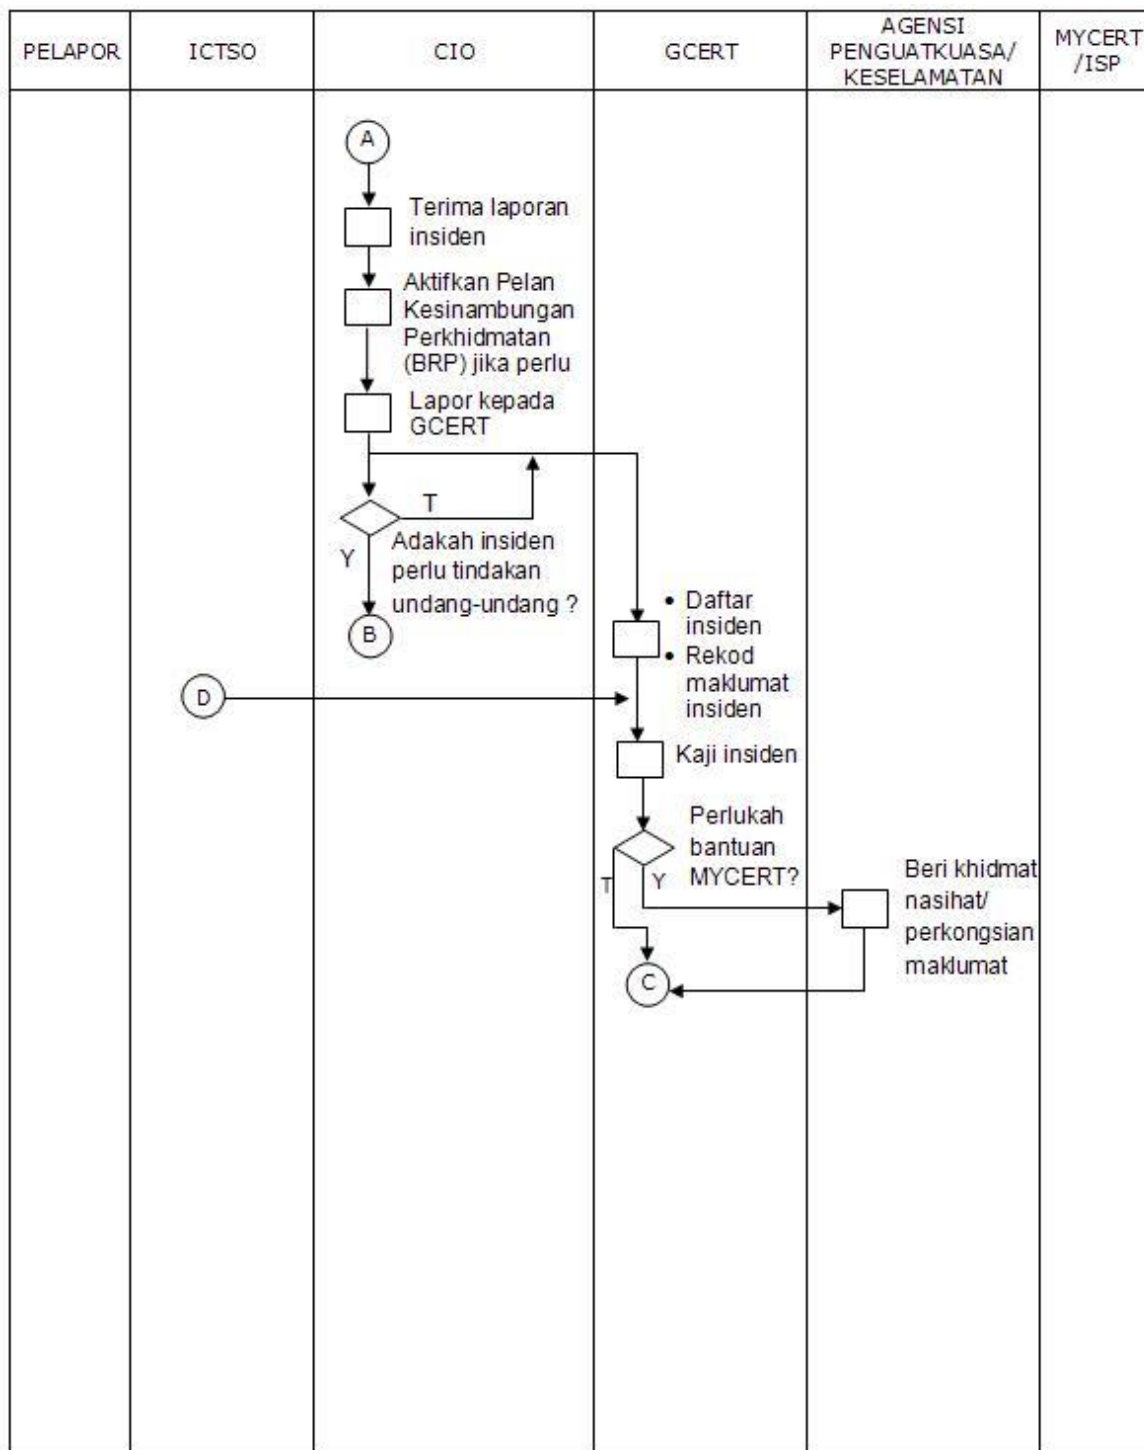 PELAPOR
ICTSO
CIO
GCERT
AGENSI
PENGUATKUASA/
KESELAMATAN
MYCERT
/ISP
A
Terima laporan
insiden
Aktifkan Pelan
Kesinambungan
Perkhidmatan
(BRP) jika perlu
Lapor kepada
GCERT
T
Y
Adakah insiden
perlu tindakan
undang-undang ?
B
• Daftar
insiden
• Rekod
maklumat
insiden
D
Kaji insiden
Perlukah
bantuan
MYCERT?
T
Y
Beri khidmat
nasihat/
perkongsian
maklumat
C